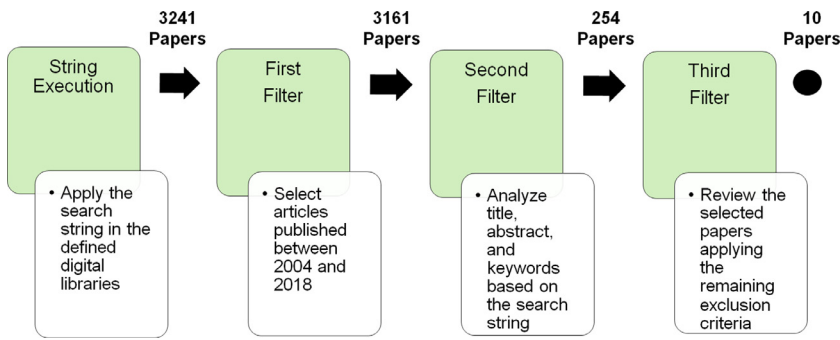 3241
Papers
3161
Papers
254
Papers
10
Papers
String
Execution
First
Filter
Second
Filter
Third
Filter
• Apply the
search
string in the
defined
digital
libraries
• Select
articles
published
between
2004 and
2018
• Analyze
title,
abstract,
and
keywords
based on
the search
string
• Review the
selected
papers
applying
the
remaining
exclusion
criteria